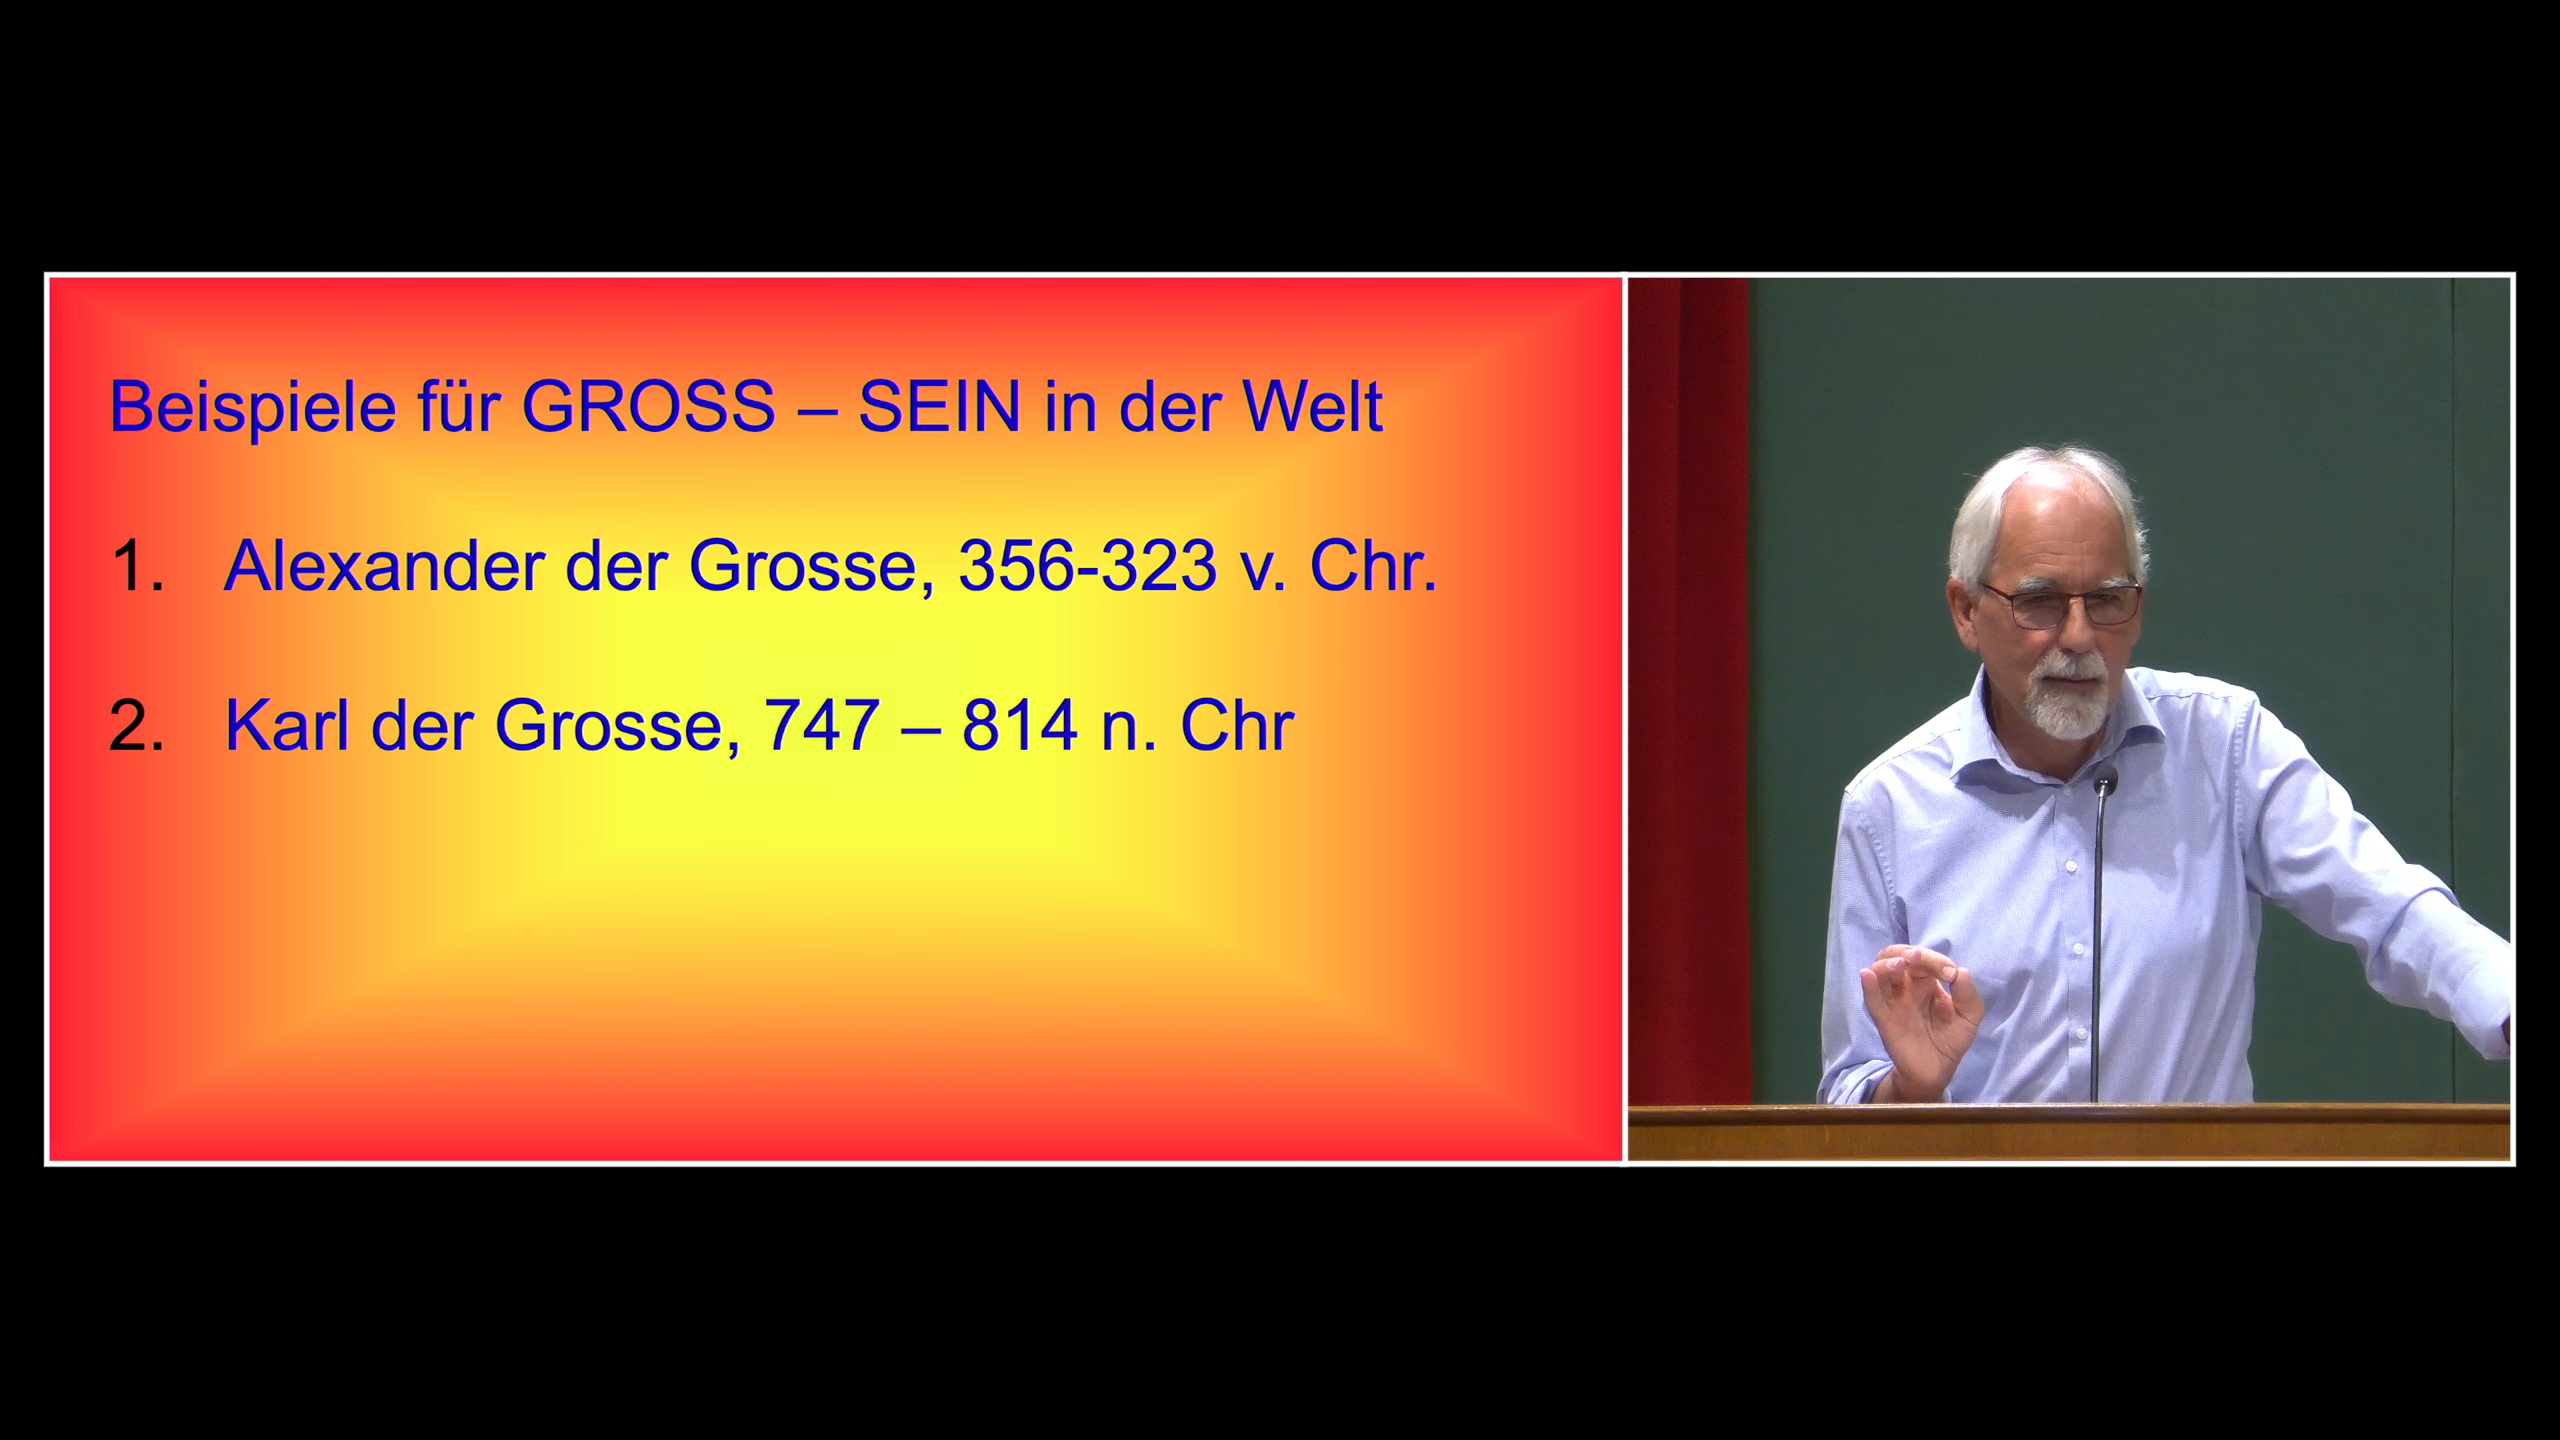 Beispiele für GROSS – SEIN in der Welt
1. Alexander der Grosse, 356-323 v. Chr.
2. Karl der Grosse, 747 – 814 n. Chr